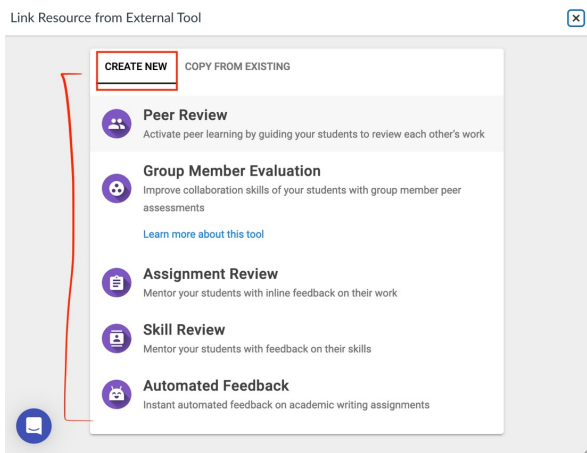 Link Resource from External Tool
CREATE NEW COPY FROM EXISTING
Peer Review
Activate peer learning by guiding your students to review each other's work
Group Member Evaluation
Improve collaboration skills of your students with group member peer
assessments
Learn more about this tool
Assignment Review
Mentor your students with inline feedback on their work
Skill Review
Mentor your students with feedback on their skills
Automated Feedback
Instant automated feedback on academic writing assignments